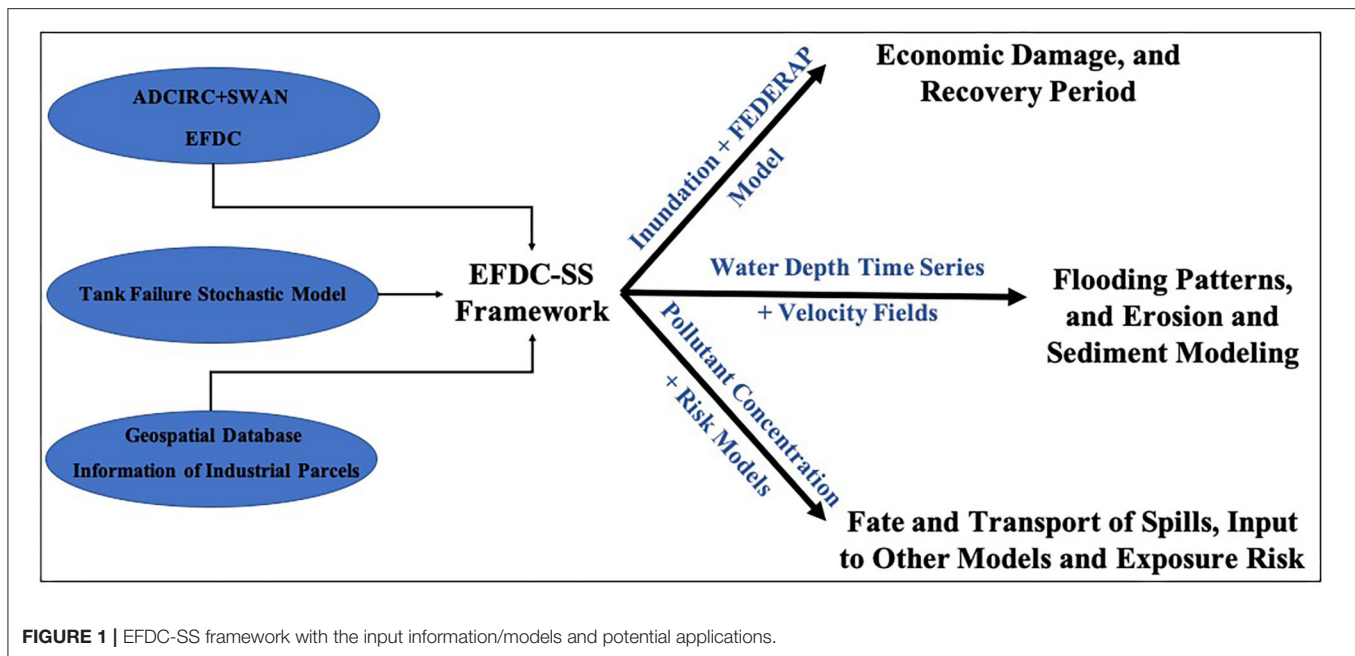 ADCIRC+SWAN
EFDC
Tank Failure Stochastic Model
Geospatial Database
Information of Industrial Parcels
EFDC-SS
Framework
Inundation + FEDERAP
Model
Economic Damage, and
Recovery Period
Water Depth Time Series
+ Velocity Fields
Flooding Patterns,
and Erosion and
Sediment Modeling
Pollutant Concentration
+ Risk Models
Fate and Transport of Spills, Input
to Other Models and Exposure Risk
FIGURE 1 | EFDC-SS framework with the input information/models and potential applications.